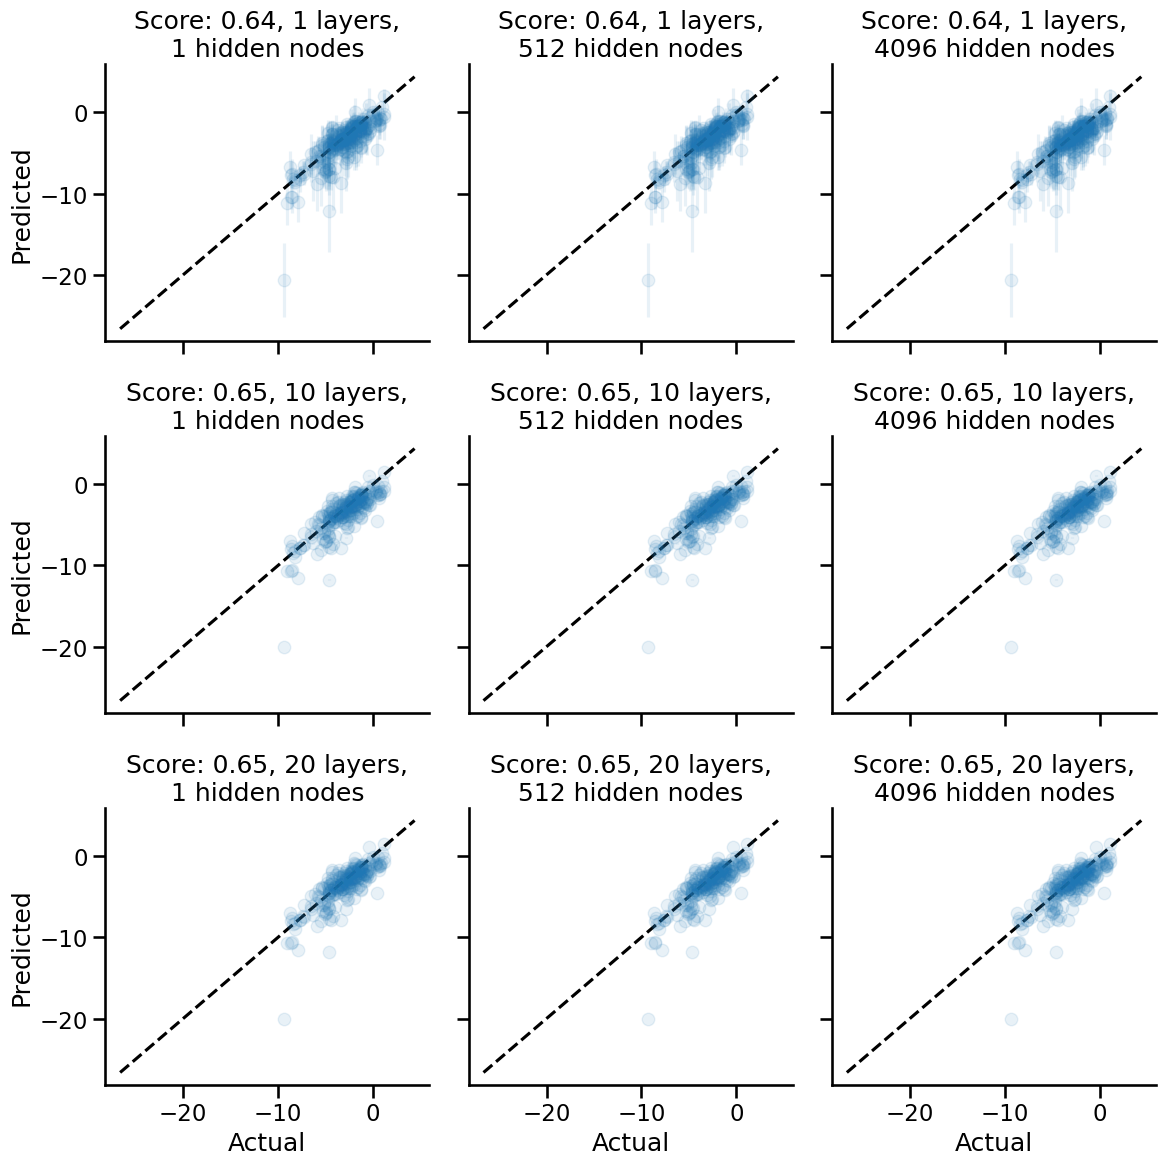 Score: 0.64, 1 layers,
1 hidden nodes
Score: 0.64, 1 layers,
512 hidden nodes
Score: 0.64, 1 layers,
4096 hidden nodes
0
−10
−20
Predicted
Score: 0.65, 10 layers,
1 hidden nodes
Score: 0.65, 10 layers,
512 hidden nodes
Score: 0.65, 10 layers,
4096 hidden nodes
0
−10
−20
Predicted
Score: 0.65, 20 layers,
1 hidden nodes
Score: 0.65, 20 layers,
512 hidden nodes
Score: 0.65, 20 layers,
4096 hidden nodes
0
−10
−20
Predicted
−20 −10 0
Actual
−20 −10 0
Actual
−20 −10 0
Actual